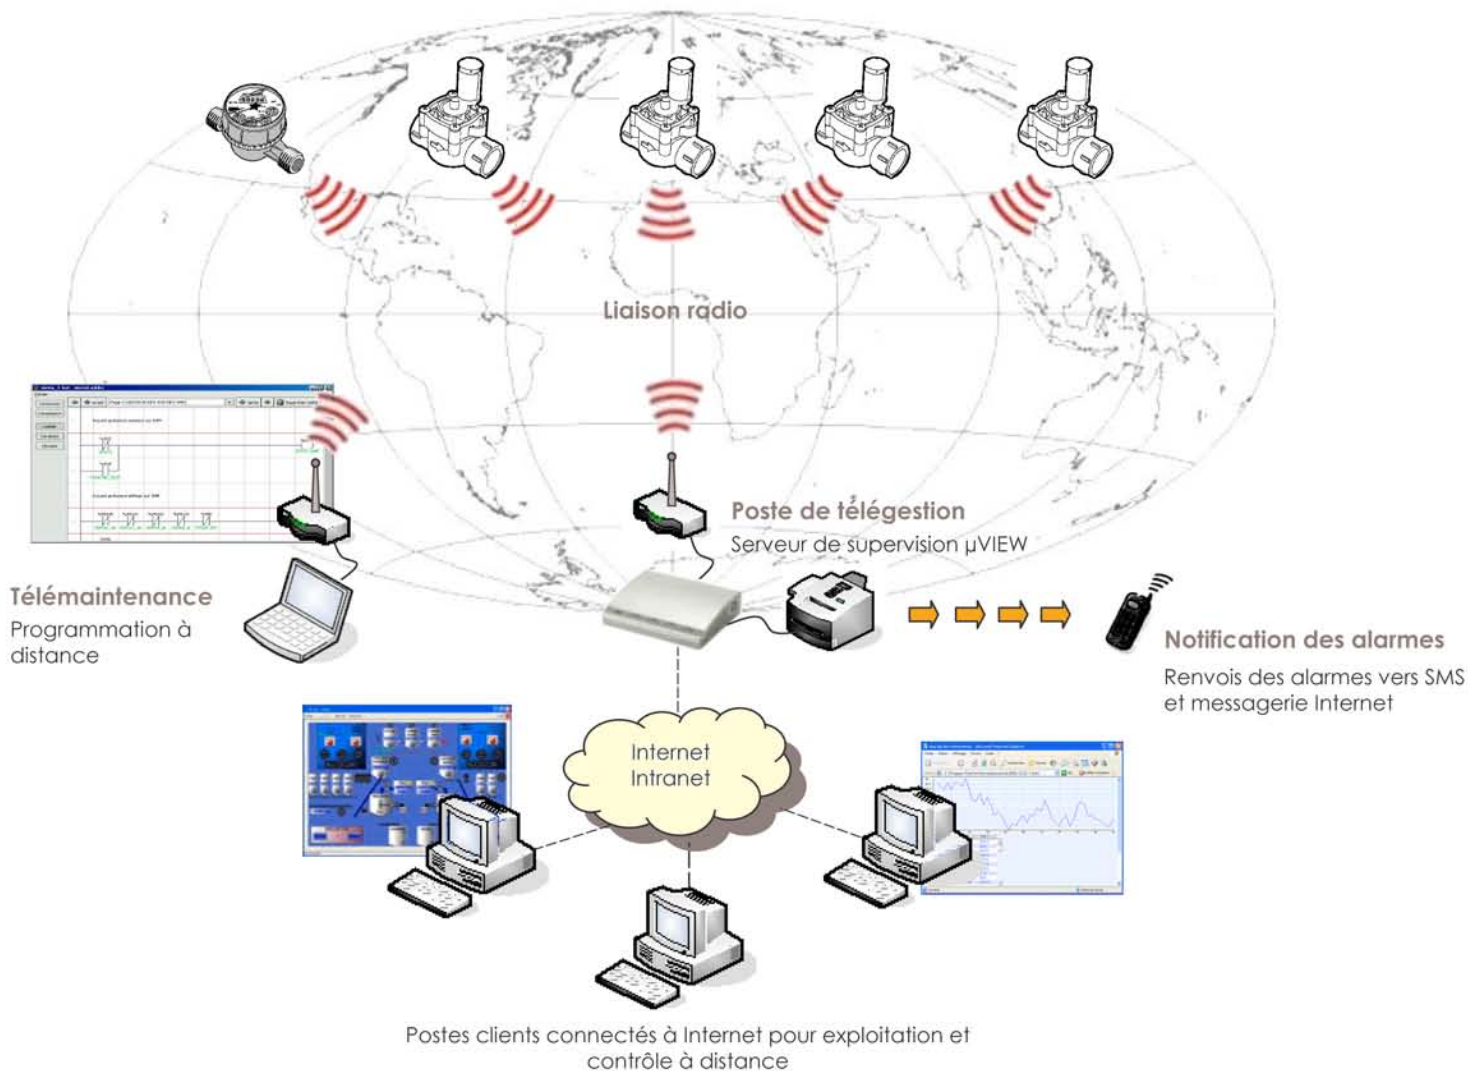 Liaison radio
Poste de télégestion
Serveur de supervision µVIEW
Télémaintenance
Programmation à
distance
Notification des alarmes
Renvois des alarmes vers SMS
et messagerie Internet
Internet
Intranet
Postes clients connectés à Internet pour exploitation et
contrôle à distance